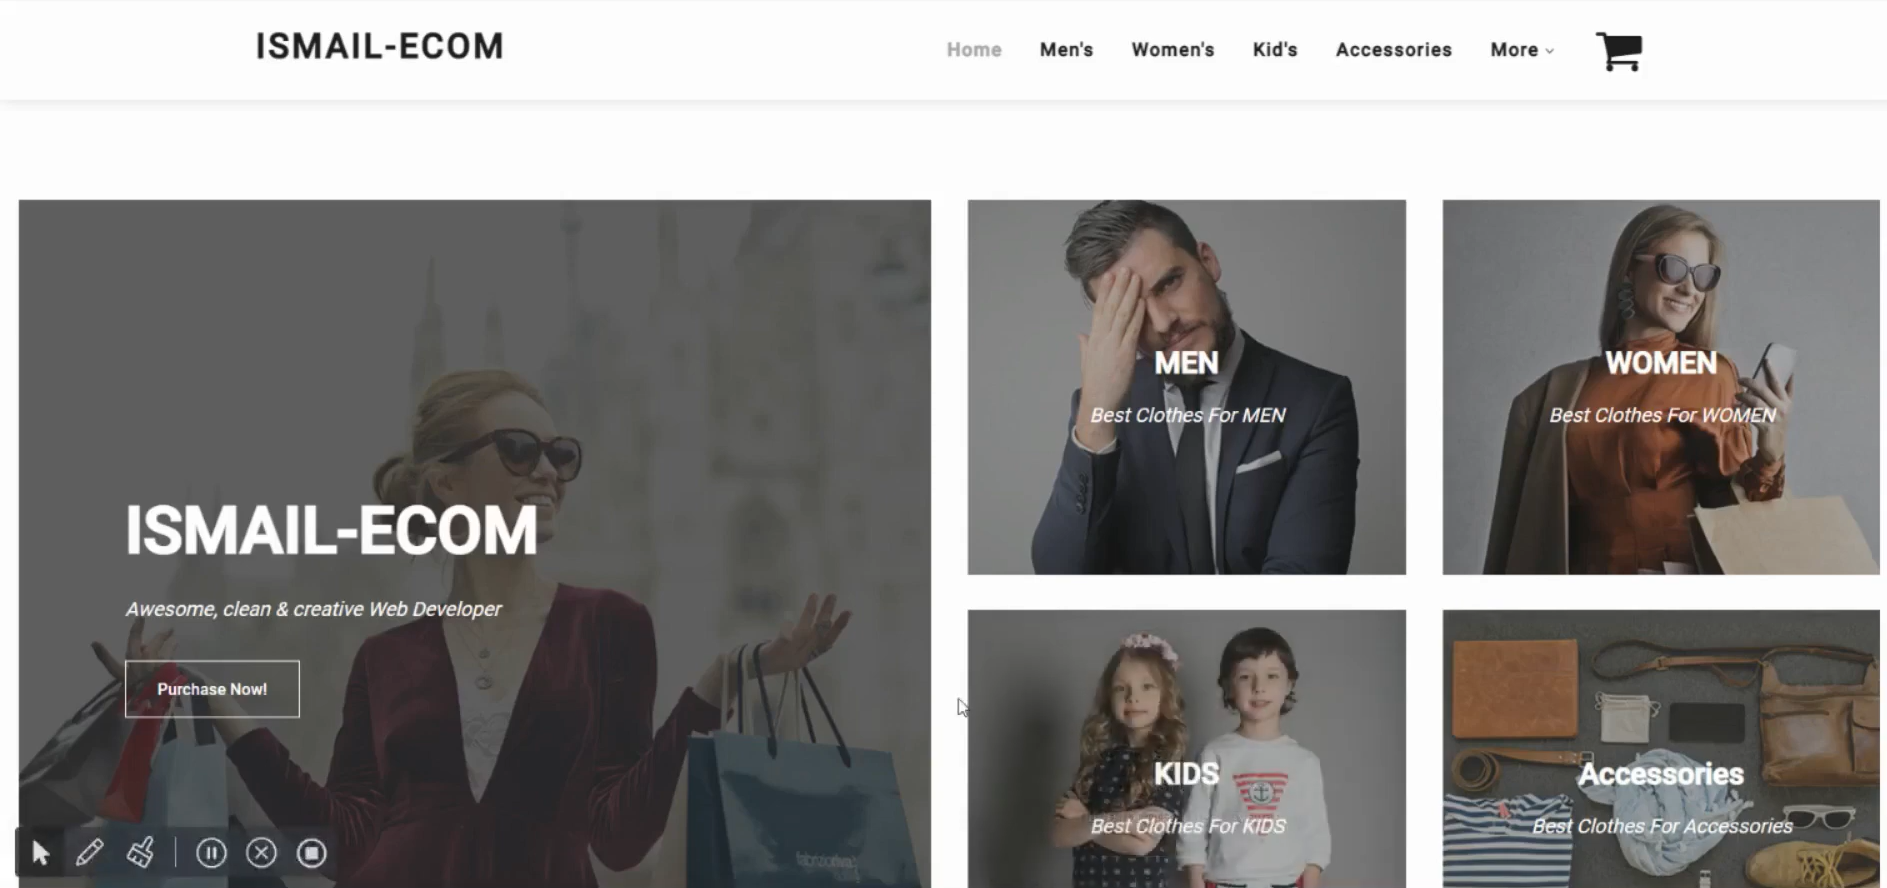 ISMAIL-ECOM
Home Men's Women's Kid's Accessories More
ISMAIL-ECOM
Awesome, clean & creative Web Developer
Purchase Now!
MEN
Best Clothes For MEN
WOMEN
Best Clothes For WOMEN
KIDS
Best Clothes For KIDS
Accessories
Best Clothes For Accessories